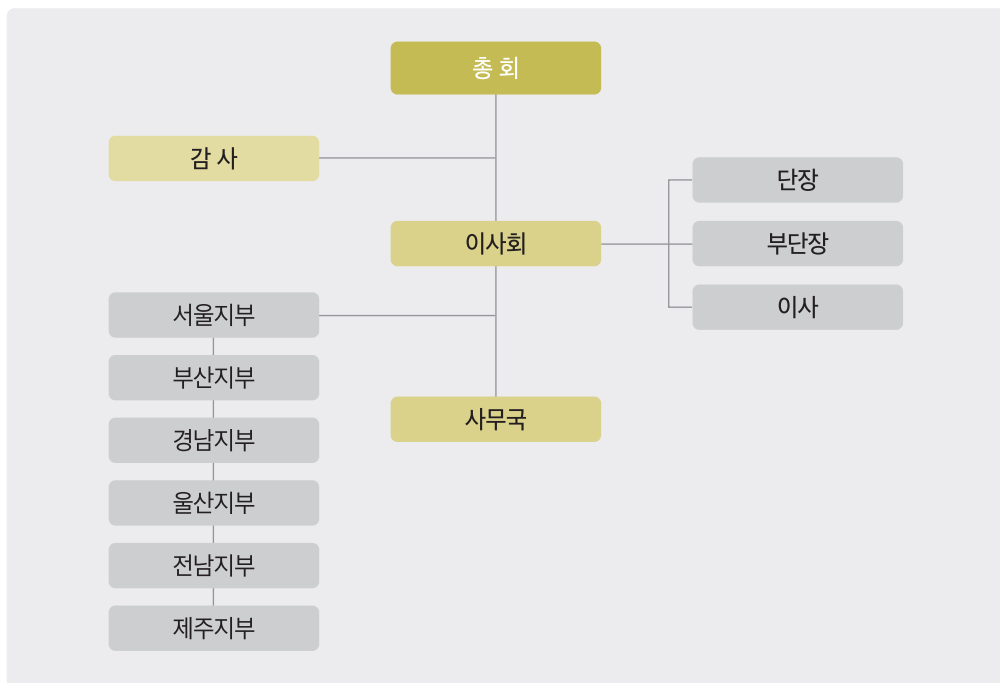 총 회
감 사
이사회
단장
부단장
이사
서울지부
부산지부
경남지부
울산지부
전남지부
제주지부
사무국